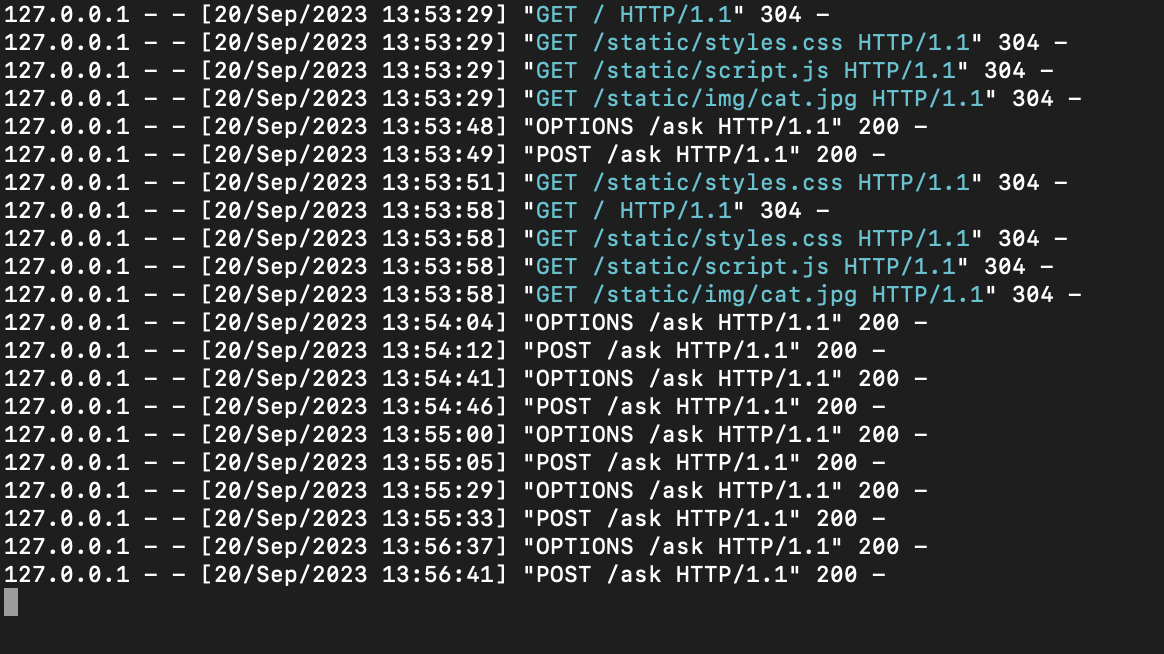 127.0.0.1 - - [20/Sep/2023 13:53:29] "GET / HTTP/1.1" 304 -
127.0.0.1 - - [20/Sep/2023 13:53:29] "GET /static/styles.css HTTP/1.1" 304 -
127.0.0.1 - - [20/Sep/2023 13:53:29] "GET /static/script.js HTTP/1.1" 304 -
127.0.0.1 - - [20/Sep/2023 13:53:29] "GET /static/img/cat.jpg HTTP/1.1" 304 -
127.0.0.1 - - [20/Sep/2023 13:53:48] "OPTIONS /ask HTTP/1.1" 200 -
127.0.0.1 - - [20/Sep/2023 13:53:49] "POST /ask HTTP/1.1" 200 -
127.0.0.1 - - [20/Sep/2023 13:53:51] "GET /static/styles.css HTTP/1.1" 304 -
127.0.0.1 - - [20/Sep/2023 13:53:58] "GET / HTTP/1.1" 304 -
127.0.0.1 - - [20/Sep/2023 13:53:58] "GET /static/styles.css HTTP/1.1" 304 -
127.0.0.1 - - [20/Sep/2023 13:53:58] "GET /static/script.js HTTP/1.1" 304 -
127.0.0.1 - - [20/Sep/2023 13:53:58] "GET /static/img/cat.jpg HTTP/1.1" 304 -
127.0.0.1 - - [20/Sep/2023 13:54:04] "OPTIONS /ask HTTP/1.1" 200 -
127.0.0.1 - - [20/Sep/2023 13:54:12] "POST /ask HTTP/1.1" 200 -
127.0.0.1 - - [20/Sep/2023 13:54:41] "OPTIONS /ask HTTP/1.1" 200 -
127.0.0.1 - - [20/Sep/2023 13:54:46] "POST /ask HTTP/1.1" 200 -
127.0.0.1 - - [20/Sep/2023 13:55:00] "OPTIONS /ask HTTP/1.1" 200 -
127.0.0.1 - - [20/Sep/2023 13:55:05] "POST /ask HTTP/1.1" 200 -
127.0.0.1 - - [20/Sep/2023 13:55:29] "OPTIONS /ask HTTP/1.1" 200 -
127.0.0.1 - - [20/Sep/2023 13:55:33] "POST /ask HTTP/1.1" 200 -
127.0.0.1 - - [20/Sep/2023 13:56:37] "OPTIONS /ask HTTP/1.1" 200 -
127.0.0.1 - - [20/Sep/2023 13:56:41] "POST /ask HTTP/1.1" 200 -